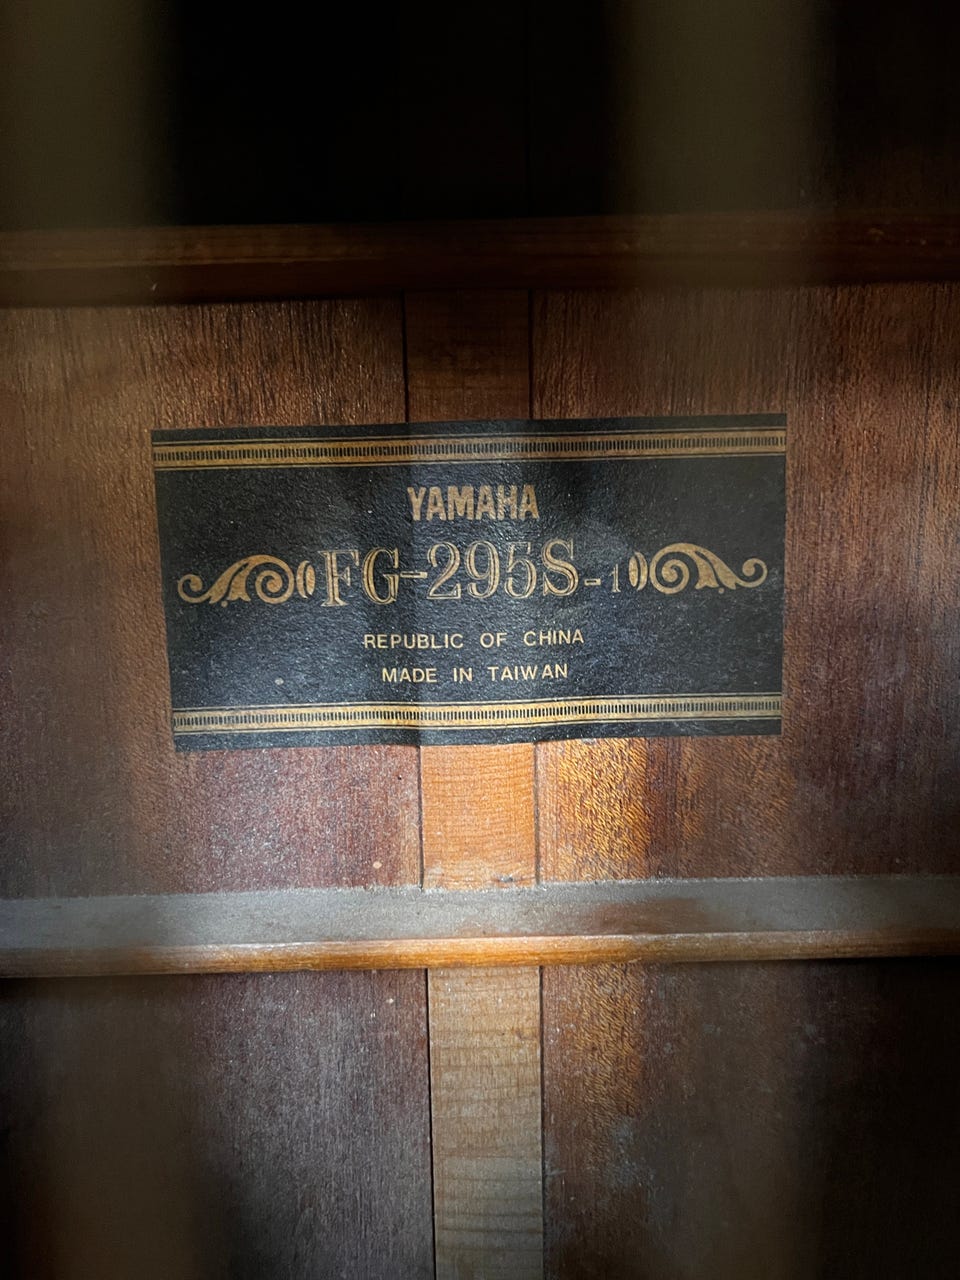 YAMAHA
FG-295S-1
REPUBLIC OF CHINA
MADE IN TAIWAN